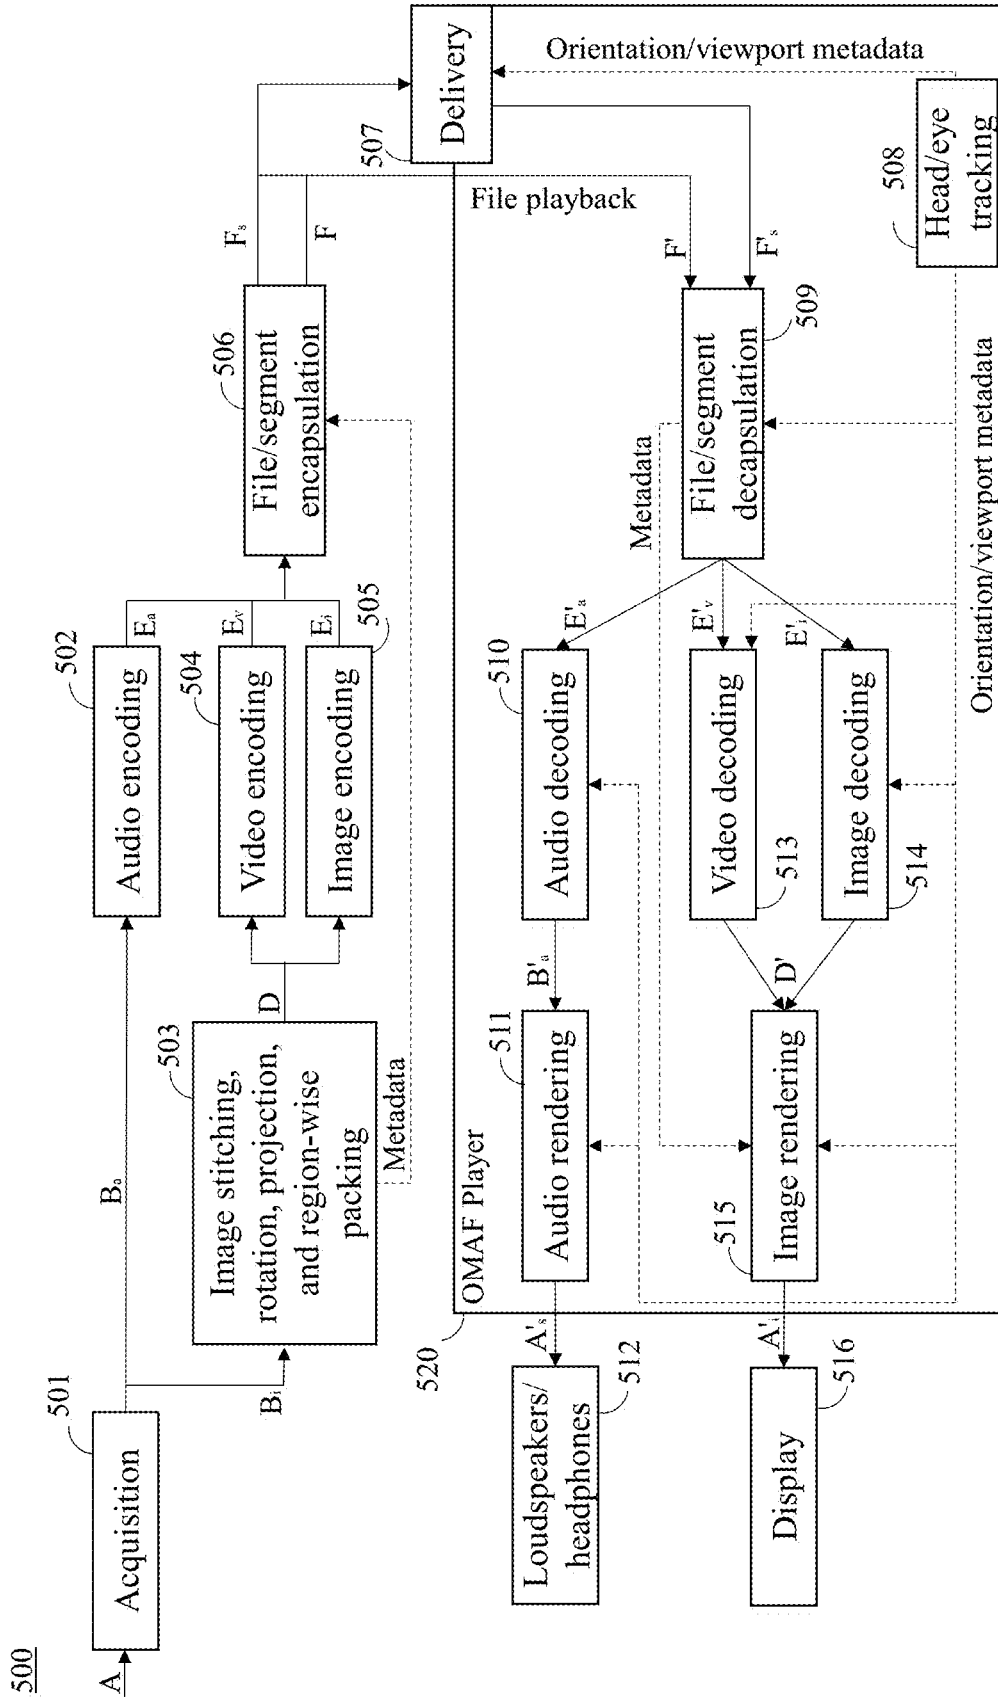 500
A
Acquisition
501
Bₐ
Bᵢ
Image stitching,
rotation, projection,
and region-wise
packing
503
Metadata
D
Audio encoding
502
Video encoding
504
Image encoding
505
Eₐ
Eᵥ
Eᵢ
File/segment
encapsulation
506
Fₛ
F
Delivery
507
File playback
Orientation/viewport metadata
Head/eye
tracking
508
F'
F'ₛ
File/segment
decapsulation
509
Metadata
Orientation/viewport metadata
E'ₐ
E'ᵥ
E'ᵢ
Audio decoding
510
Video decoding
513
Image decoding
514
B'ₐ
D'
Audio rendering
511
Image rendering
515
OMAF Player
520
A'ₛ
A'ᵢ
Loudspeakers/
headphones
512
Display
516